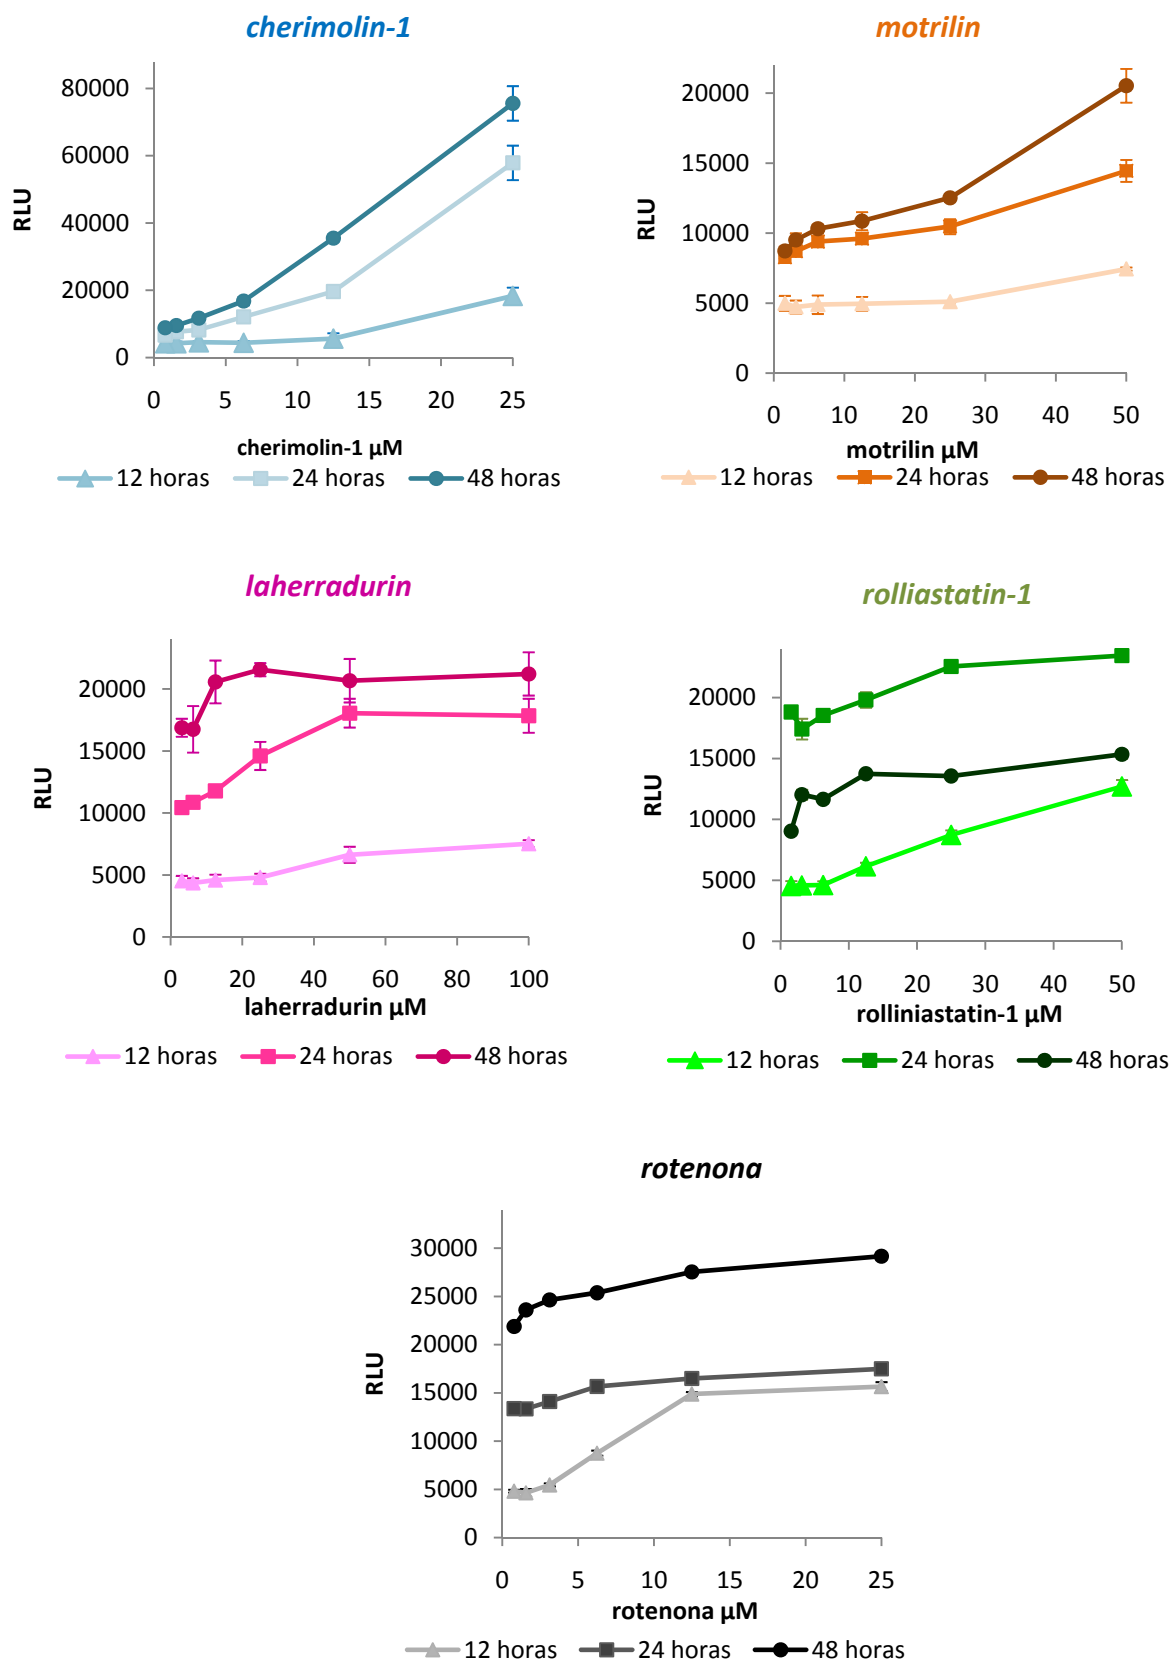 cherimolin-1
80000
60000
40000
20000
0
RLU
0 5 10 15 20 25
cherimolin-1 µM
12 horas 24 horas 48 horas
motrilin
20000
15000
10000
5000
0
RLU
0 10 20 30 40 50
motrilin µM
12 horas 24 horas 48 horas
laherradurin
20000
15000
10000
5000
0
RLU
0 20 40 60 80 100
laherradurin µM
12 horas 24 horas 48 horas
rolliastatin-1
20000
15000
10000
5000
0
RLU
0 10 20 30 40 50
rolliniastatin-1 µM
12 horas 24 horas 48 horas
rotenona
30000
25000
20000
15000
10000
5000
0
RLU
0 5 10 15 20 25
rotenona µM
12 horas 24 horas 48 horas